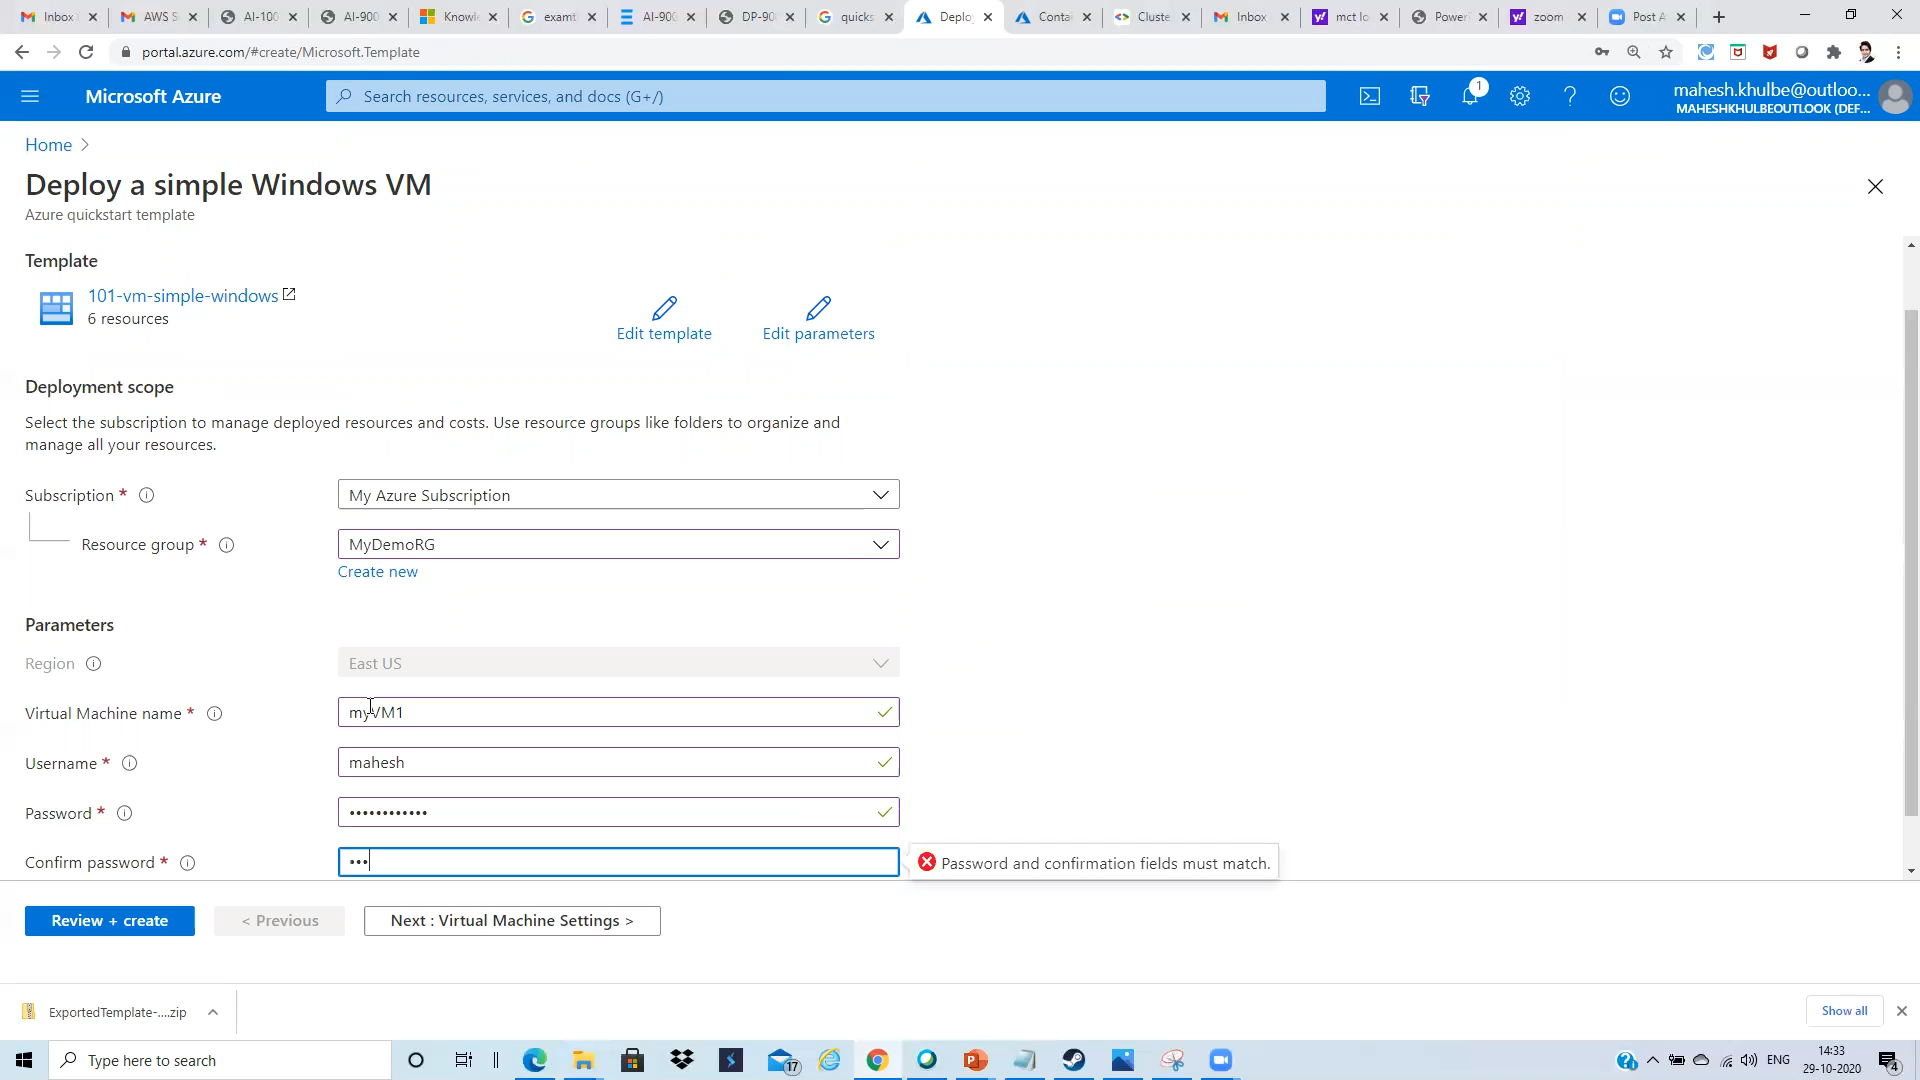 Inbox
AWS S
AI-100
AI-900
Knowl
examt
AI-900
DP-90
quicks
Deplo
Contai
Cluste
Inbox
mct lo
Power
zoom
Post A
portal.azure.com/#create/Microsoft.Template
Microsoft Azure
Search resources, services, and docs (G+/)
1
mahesh.khulbe@outloo...
MAHESHKHULBEOUTLOOK (DEF...
Home
Deploy a simple Windows VM
Azure quickstart template
Template
101-vm-simple-windows
6 resources
Edit template
Edit parameters
Deployment scope
Select the subscription to manage deployed resources and costs. Use resource groups like folders to organize and
manage all your resources.
Subscription *
My Azure Subscription
Resource group *
MyDemoRG
Create new
Parameters
Region
East US
Virtual Machine name *
myVM1
Username *
mahesh
Password *
••••••••••••
Confirm password *
•••
Password and confirmation fields must match.
Review + create
< Previous
Next : Virtual Machine Settings >
ExportedTemplate-....zip
Show all
Type here to search
17
ENG
14:33
29-10-2020
4